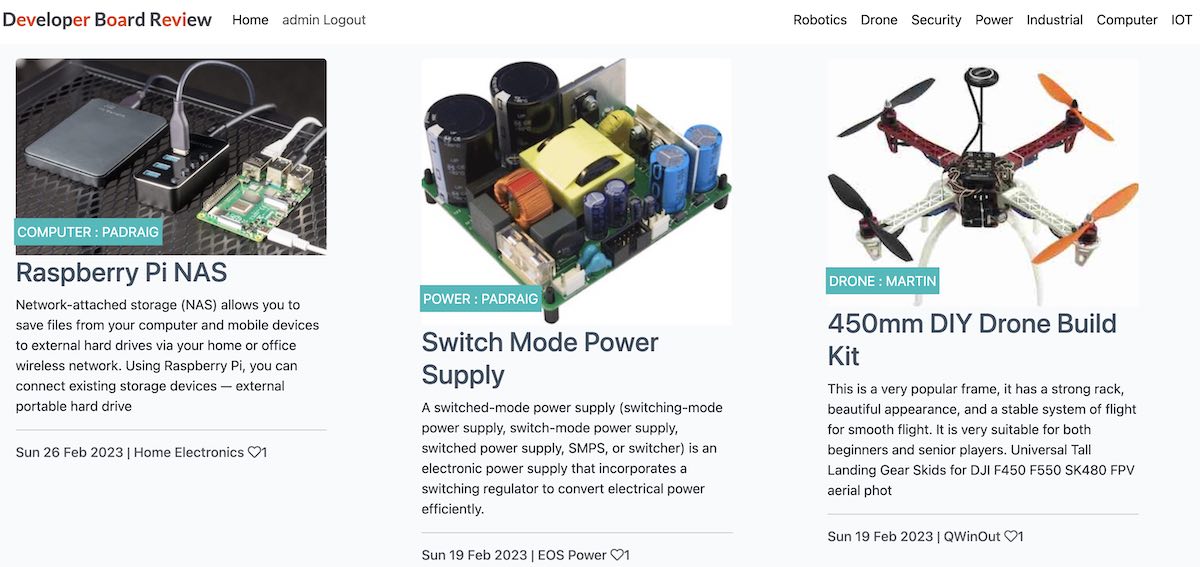 Developer Board Review Home admin Logout Robotics Drone Security Power Industrial Computer IOT
COMPUTER : PADRAIG
Raspberry Pi NAS
Network-attached storage (NAS) allows you to
save files from your computer and mobile devices
to external hard drives via your home or office
wireless network. Using Raspberry Pi, you can
connect existing storage devices — external
portable hard drive
Sun 26 Feb 2023 | Home Electronics 1
POWER : PADRAIG
Switch Mode Power
Supply
A switched-mode power supply (switching-mode
power supply, switch-mode power supply,
switched power supply, SMPS, or switcher) is an
electronic power supply that incorporates a
switching regulator to convert electrical power
efficiently.
Sun 19 Feb 2023 | EOS Power 1
DRONE : MARTIN
450mm DIY Drone Build
Kit
This is a very popular frame, it has a strong rack,
beautiful appearance, and a stable system of flight
for smooth flight. It is very suitable for both
beginners and senior players. Universal Tall
Landing Gear Skids for DJI F450 F550 SK480 FPV
aerial phot
Sun 19 Feb 2023 | QWinOut 1